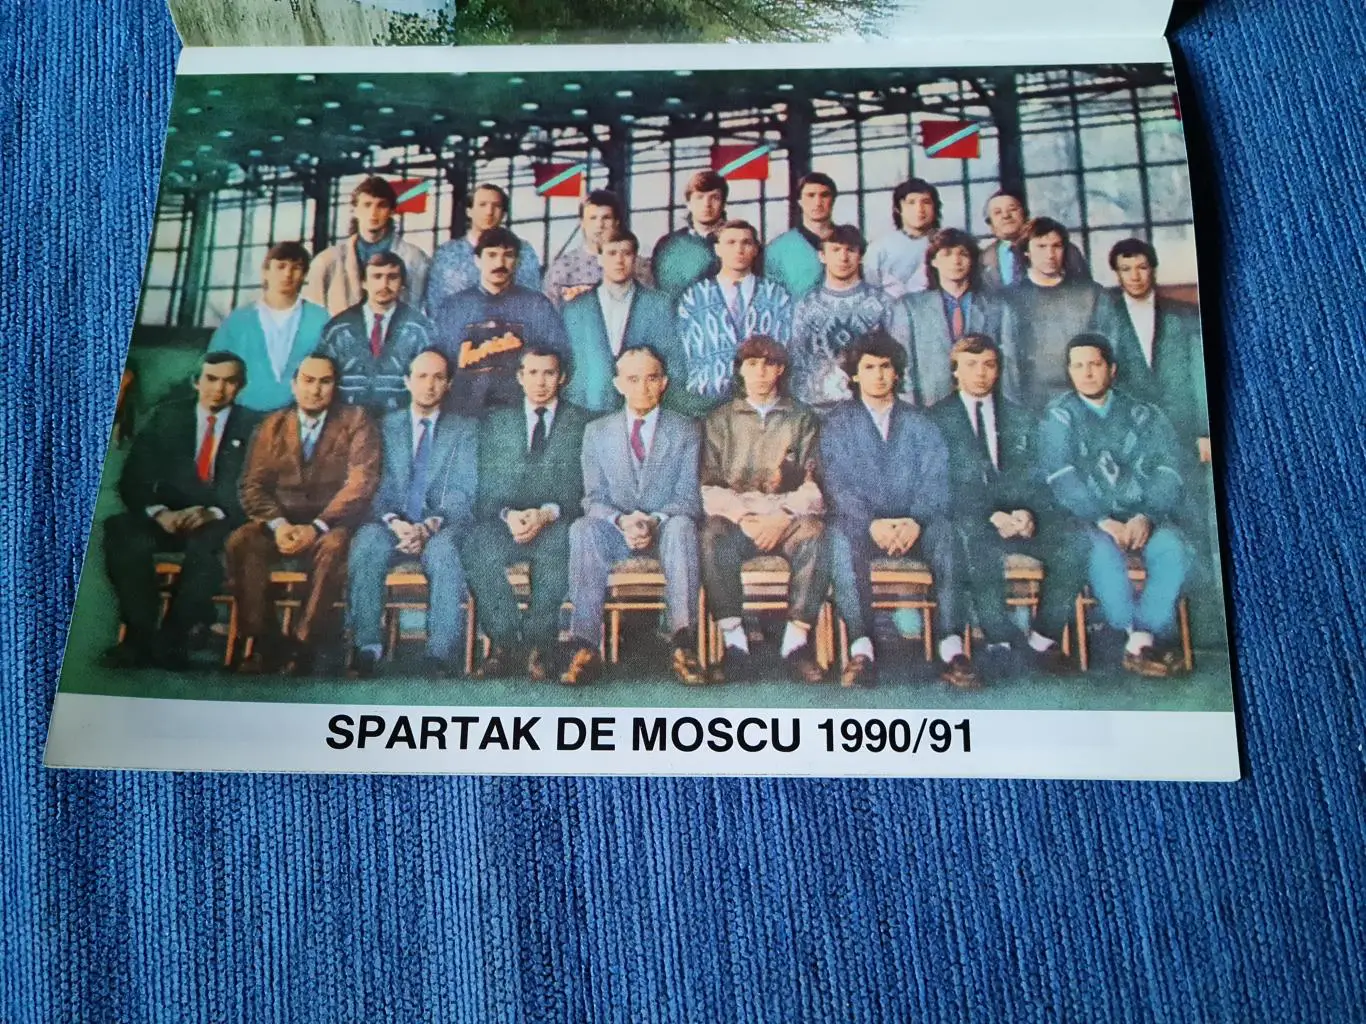 SPARTAK DE MOSCU 1990/91